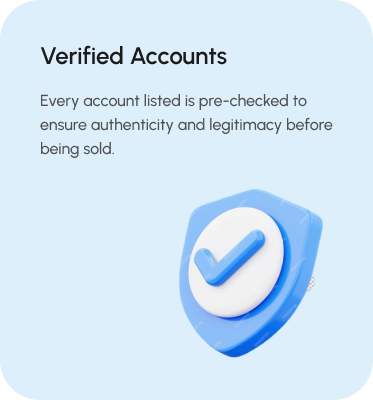 Verified Accounts
Every account listed is pre-checked to
ensure authenticity and legitimacy before
being sold.